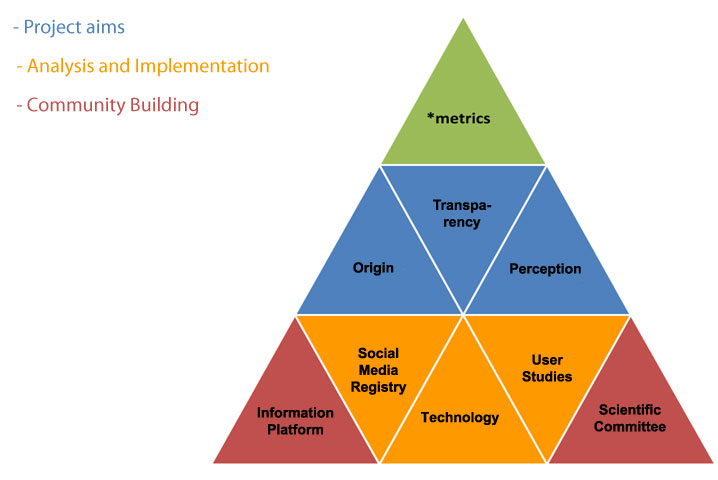 - Project aims
- Analysis and Implementation
- Community Building
*metrics
Transpa-
rency
Origin
Perception
Social
Media
Registry
User
Studies
Information
Platform
Technology
Scientific
Committee